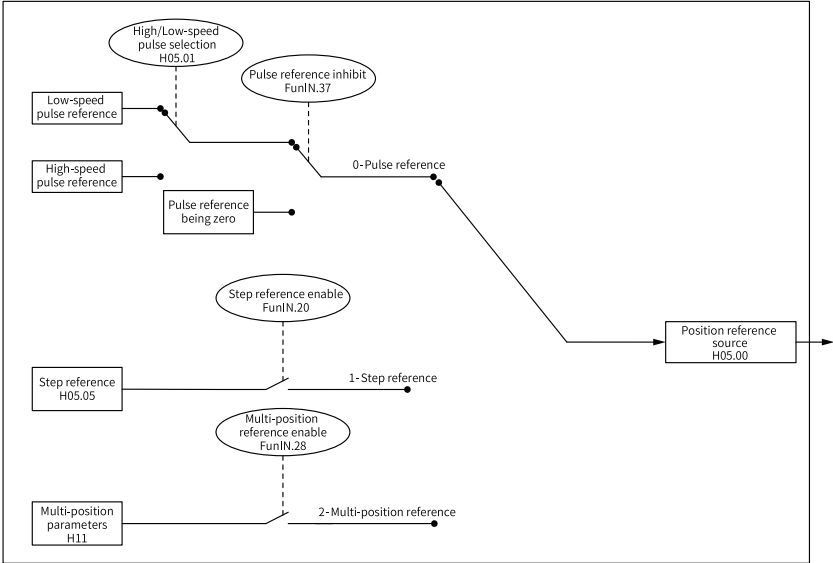 High/Low-speed
pulse selection
H05.01
Pulse reference inhibit
FunIN.37
Low-speed
pulse reference
0-Pulse reference
High-speed
pulse reference
Pulse reference
being zero
Step reference enable
FunIN.20
Position reference
source
H05.00
Step reference
H05.05
1-Step reference
Multi-position
reference enable
FunIN.28
Multi-position
parameters
H11
2-Multi-position reference